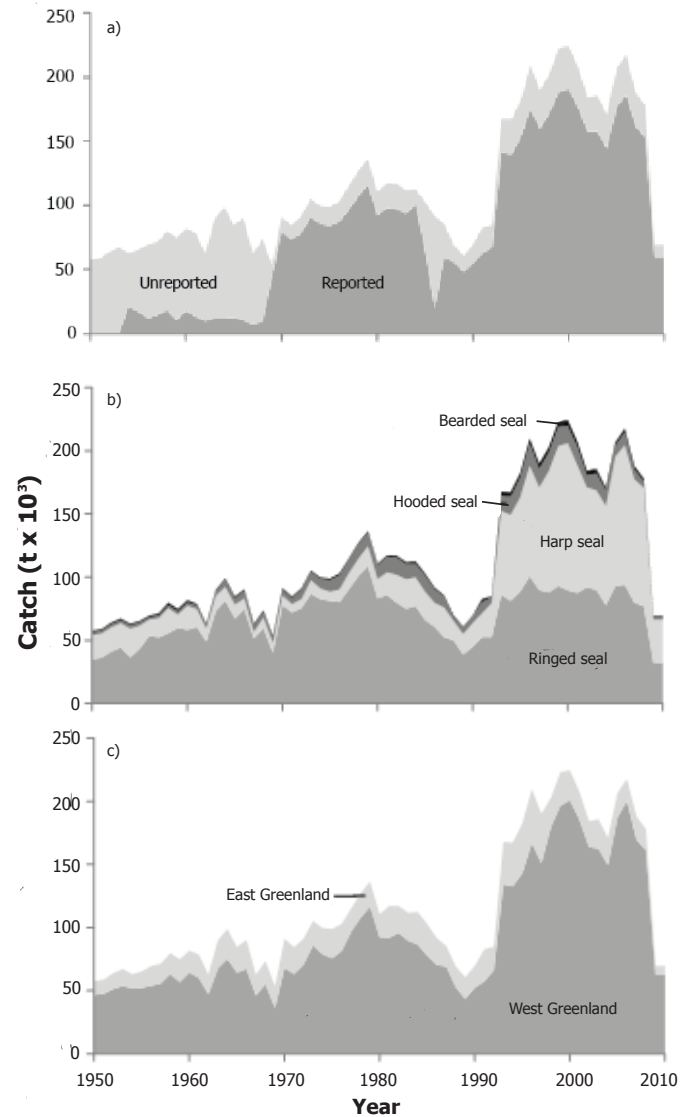 250
a)
200
150
100
Unreported
Reported
50
0
250
b)
Bearded seal
200
Hooded seal
150
Harp seal
100
50
Ringed seal
0
Catch (t x 10³)
250
c)
200
150
East Greenland
100
50
West Greenland
0
1950 1960 1970 1980 1990 2000 2010
Year